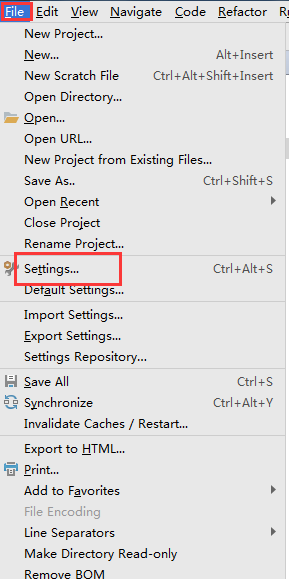 File Edit View Navigate Code Refactor
New Project...
New... Alt+Insert
New Scratch File Ctrl+Alt+Shift+Insert
Open Directory...
Open...
Open URL...
New Project from Existing Files...
Save As.. Ctrl+Shift+S
Open Recent
Close Project
Rename Project...
Settings... Ctrl+Alt+S
Default Settings...
Import Settings...
Export Settings...
Settings Repository...
Save All Ctrl+S
Synchronize Ctrl+Alt+Y
Invalidate Caches / Restart...
Export to HTML...
Print...
Add to Favorites
File Encoding
Line Separators
Make Directory Read-only
Remove BOM